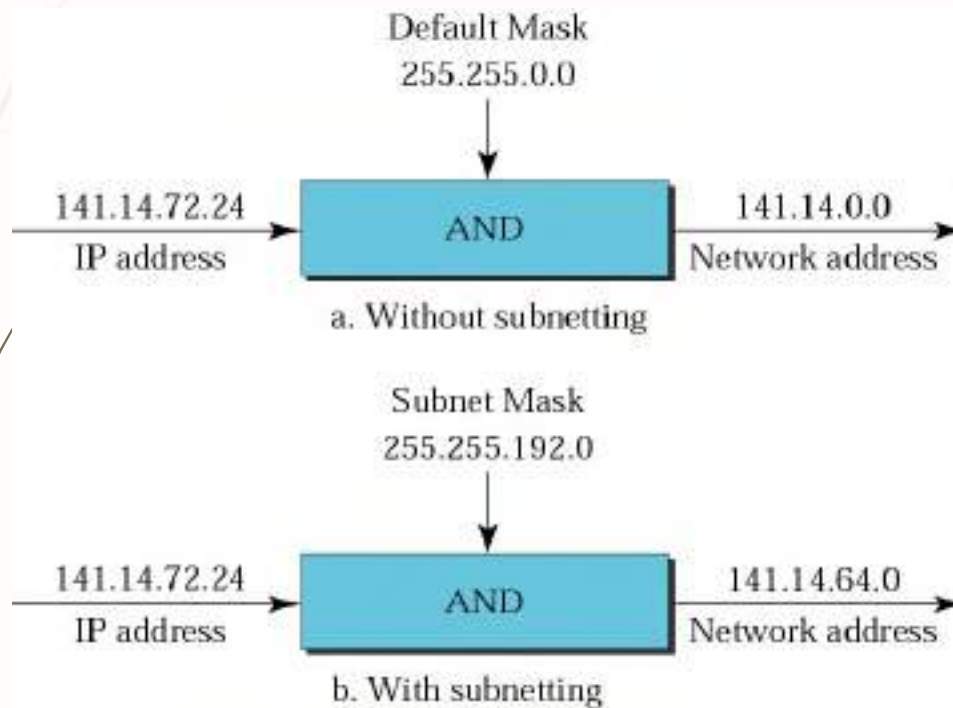 Default Mask
255.255.0.0
141.14.72.24
IP address
AND
141.14.0.0
Network address
a. Without subnetting
Subnet Mask
255.255.192.0
141.14.72.24
IP address
AND
141.14.64.0
Network address
b. With subnetting